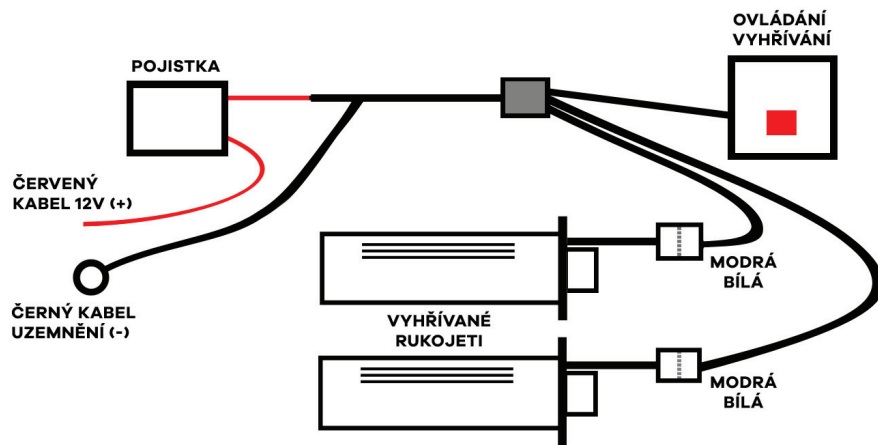 OVLÁDÁNÍ
VYHŘÍVÁNÍ
POJISTKA
ČERVENÝ
KABEL 12V (+)
MODRÁ
BÍLÁ
ČERNÝ KABEL
UZEMNĚNÍ (-)
VYHŘÍVANÉ
RUKOJETI
MODRÁ
BÍLÁ